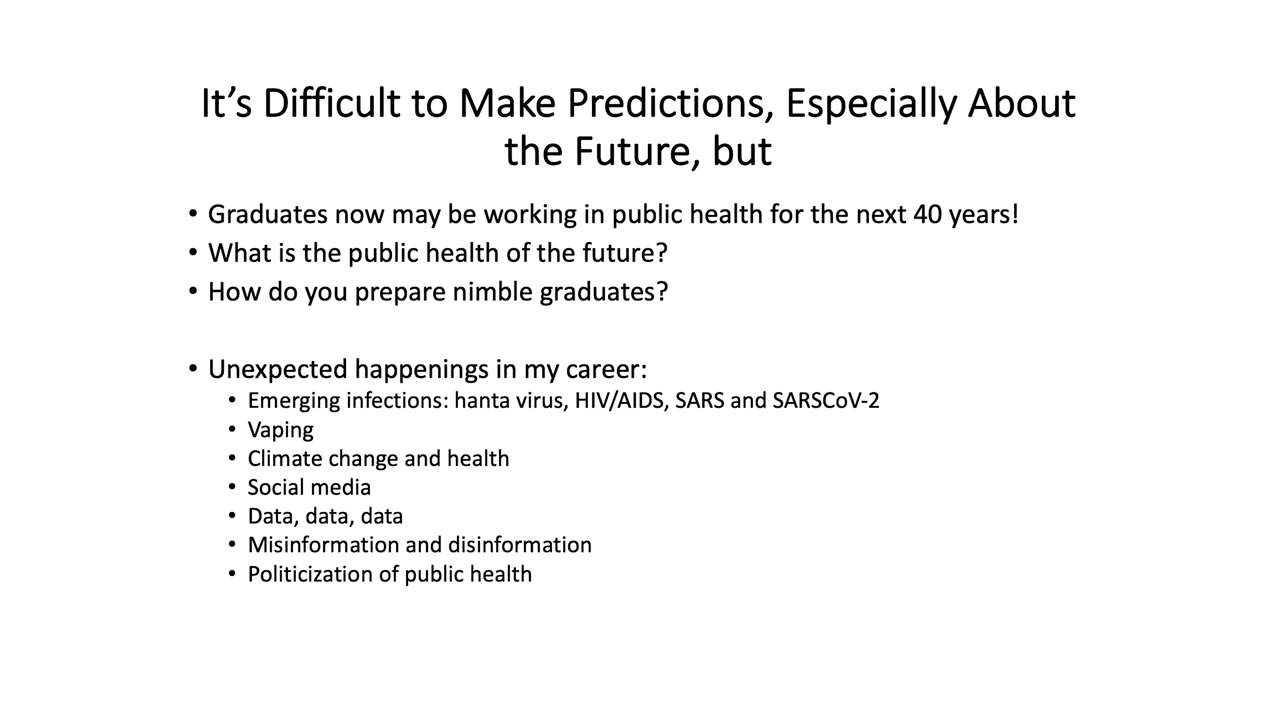 It's Difficult to Make Predictions, Especially About
the Future, but
• Graduates now may be working in public health for the next 40 years!
• What is the public health of the future?
• How do you prepare nimble graduates?
• Unexpected happenings in my career:
• Emerging infections: hanta virus, HIV/AIDS, SARS and SARSCoV-2
• Vaping
• Climate change and health
• Social media
• Data, data, data
• Misinformation and disinformation
• Politicization of public health